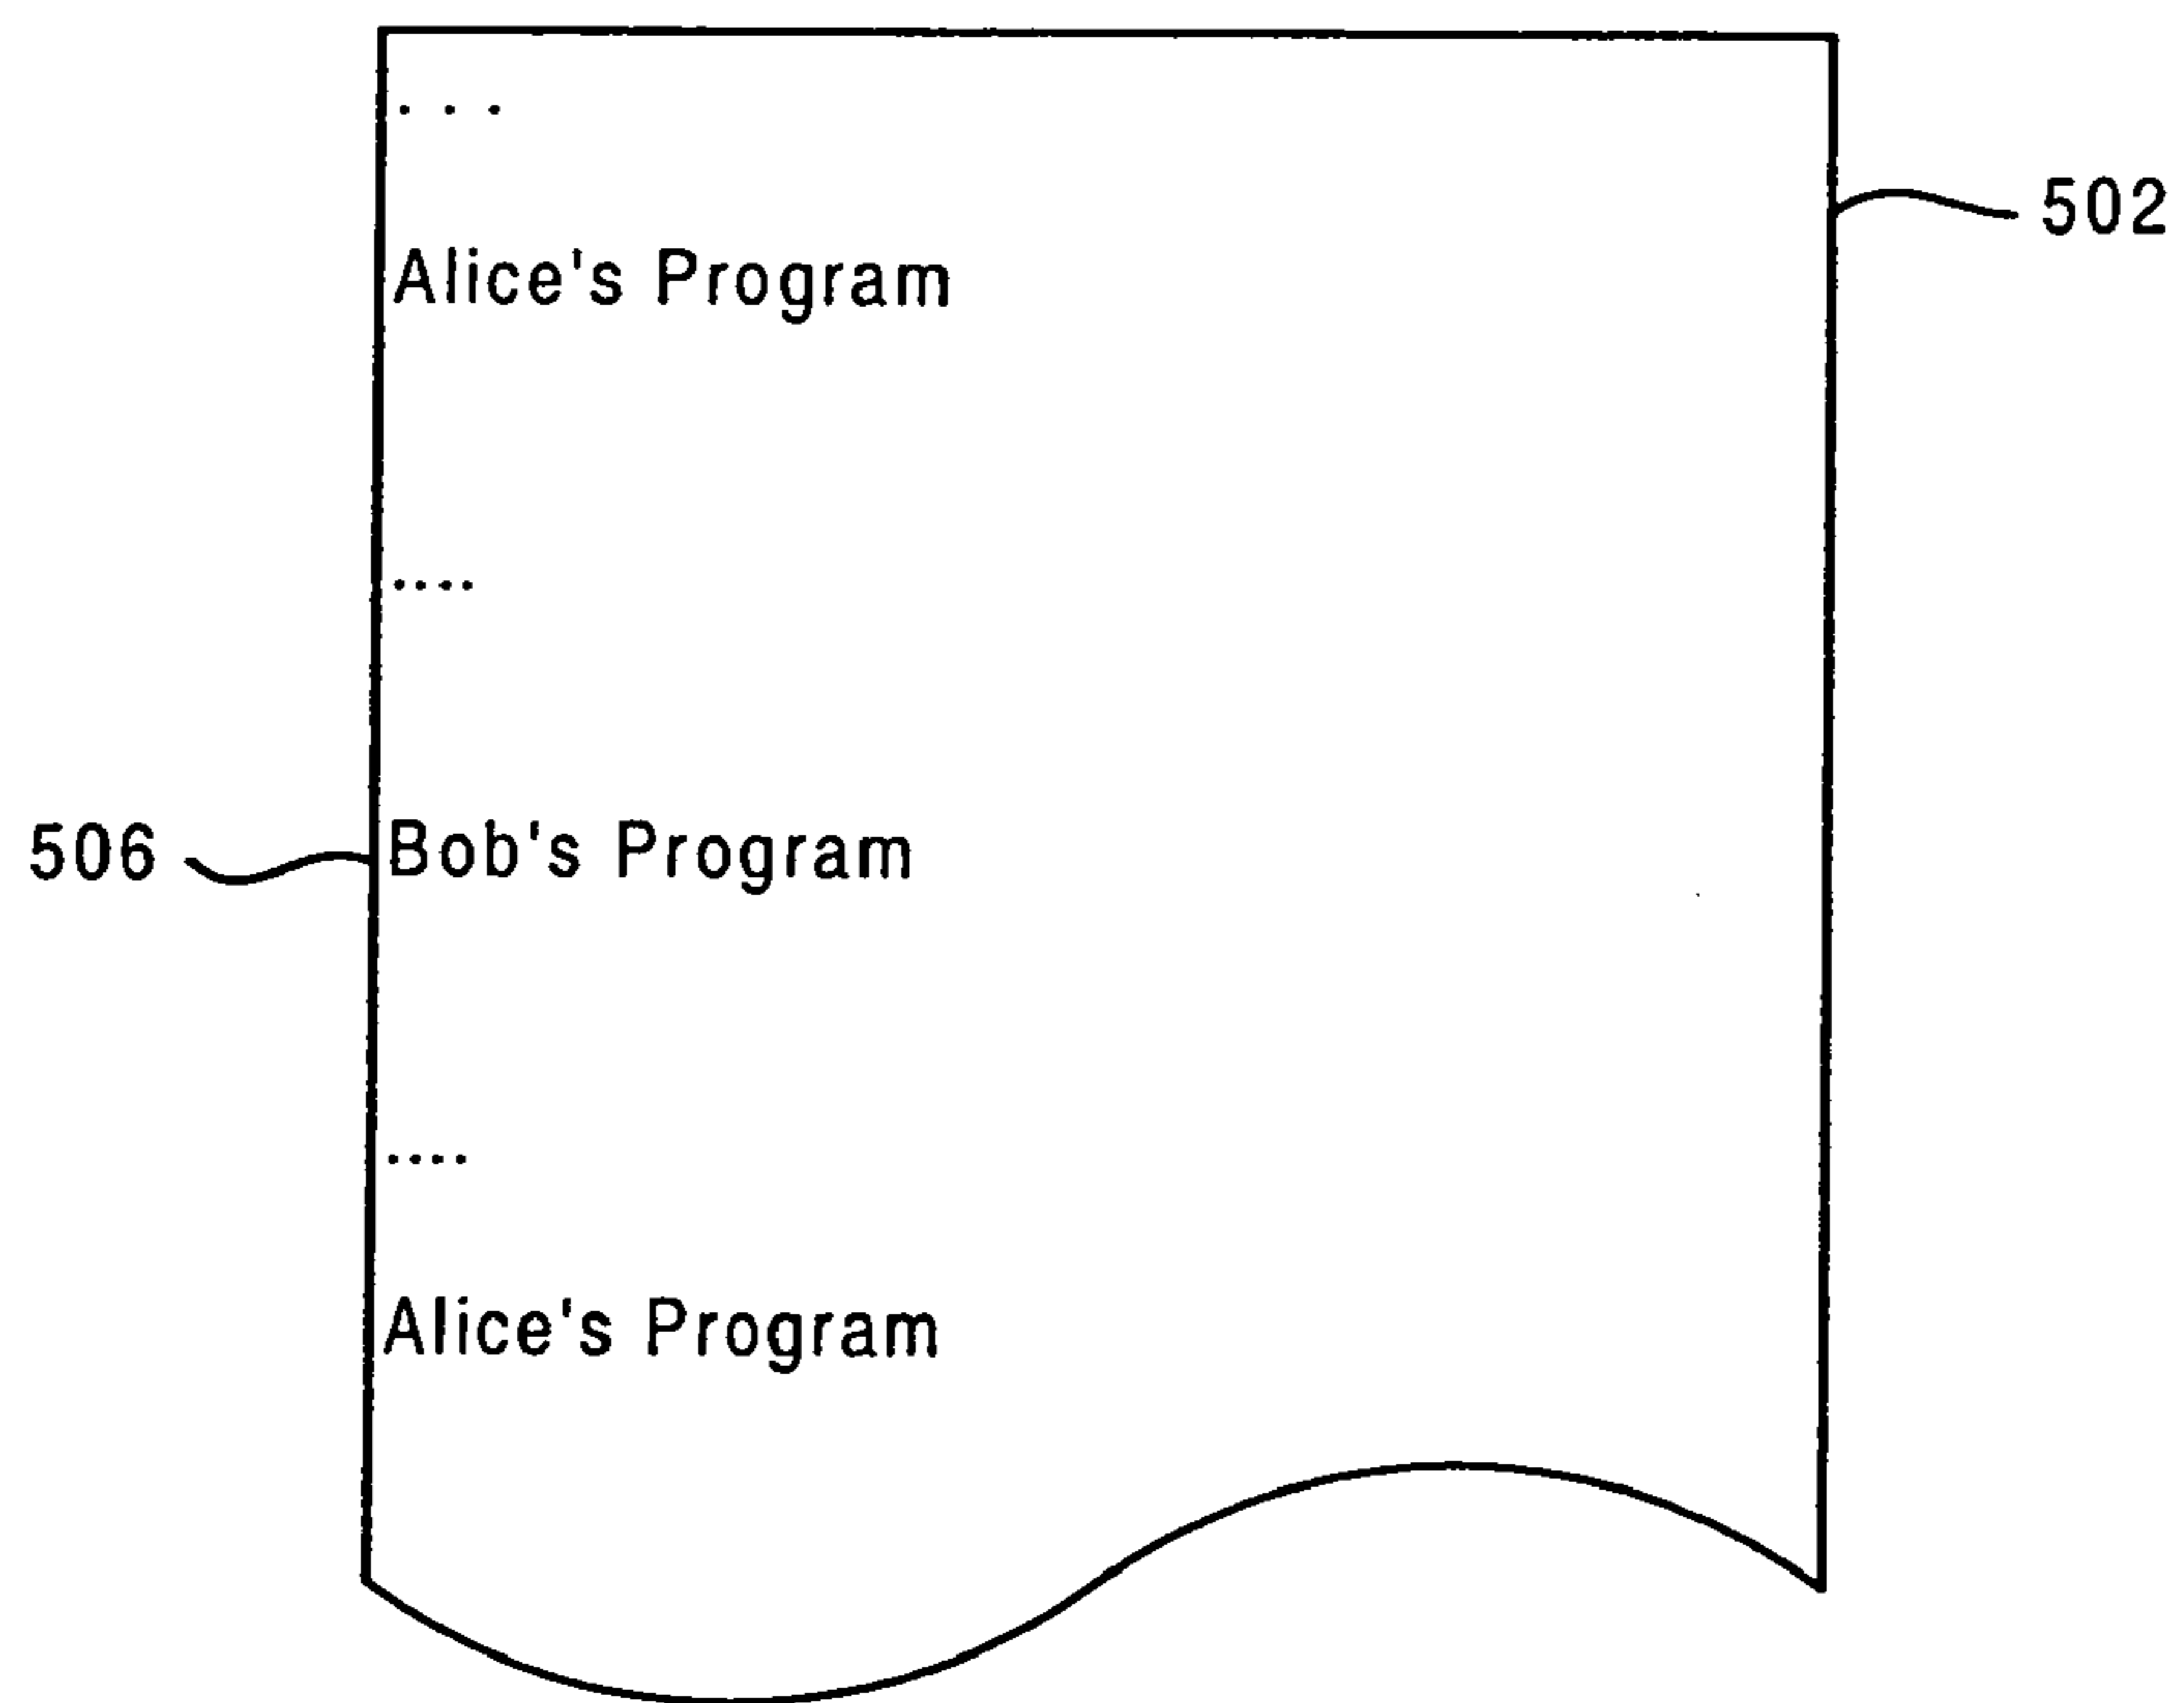 . . .
502
Alice's Program
....
506
Bob's Program
....
Alice's Program